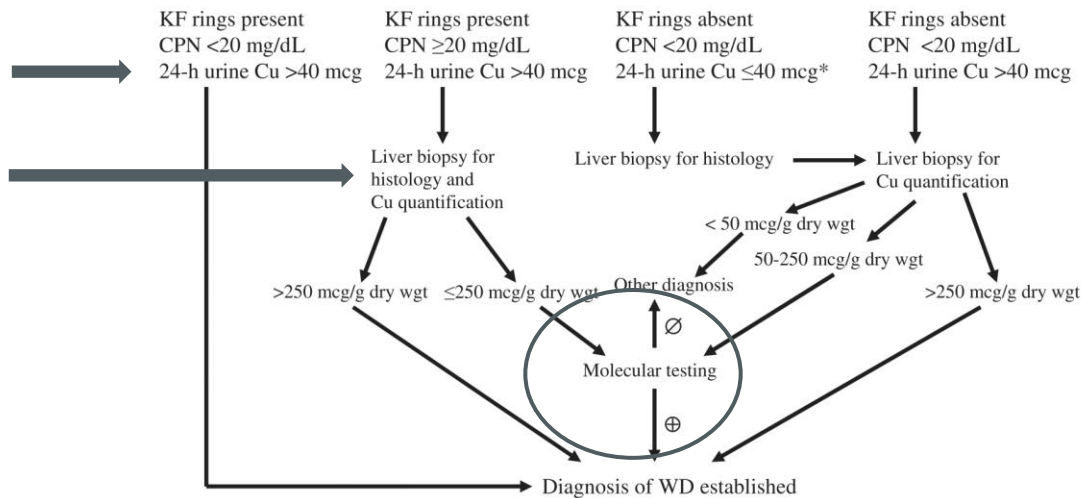 KF rings present
CPN <20 mg/dL
24-h urine Cu >40 mcg
KF rings present
CPN ≥20 mg/dL
24-h urine Cu >40 mcg
KF rings absent
CPN <20 mg/dL
24-h urine Cu ≤40 mcg*
KF rings absent
CPN <20 mg/dL
24-h urine Cu >40 mcg
Liver biopsy for
histology and
Cu quantification
Liver biopsy for histology
Liver biopsy for
Cu quantification
< 50 mcg/g dry wgt
50-250 mcg/g dry wgt
>250 mcg/g dry wgt
≤250 mcg/g dry wgt
Other diagnosis
>250 mcg/g dry wgt
∅
Molecular testing
⊕
Diagnosis of WD established